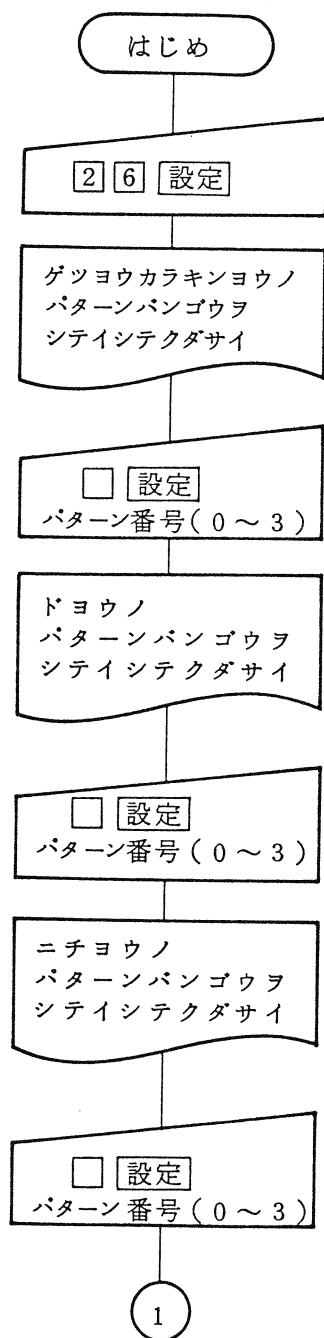 はじめ
2 6 設定
ゲツヨウカラキンヨウノ
パターンバンゴウヲ
シテイシテクダサイ
設定
パターン番号(0～3)
ドヨウノ
パターンバンゴウヲ
シテイシテクダサイ
設定
パターン番号(0～3)
ニチヨウノ
パターンバンゴウヲ
シテイシテクダサイ
設定
パターン番号(0～3)
1